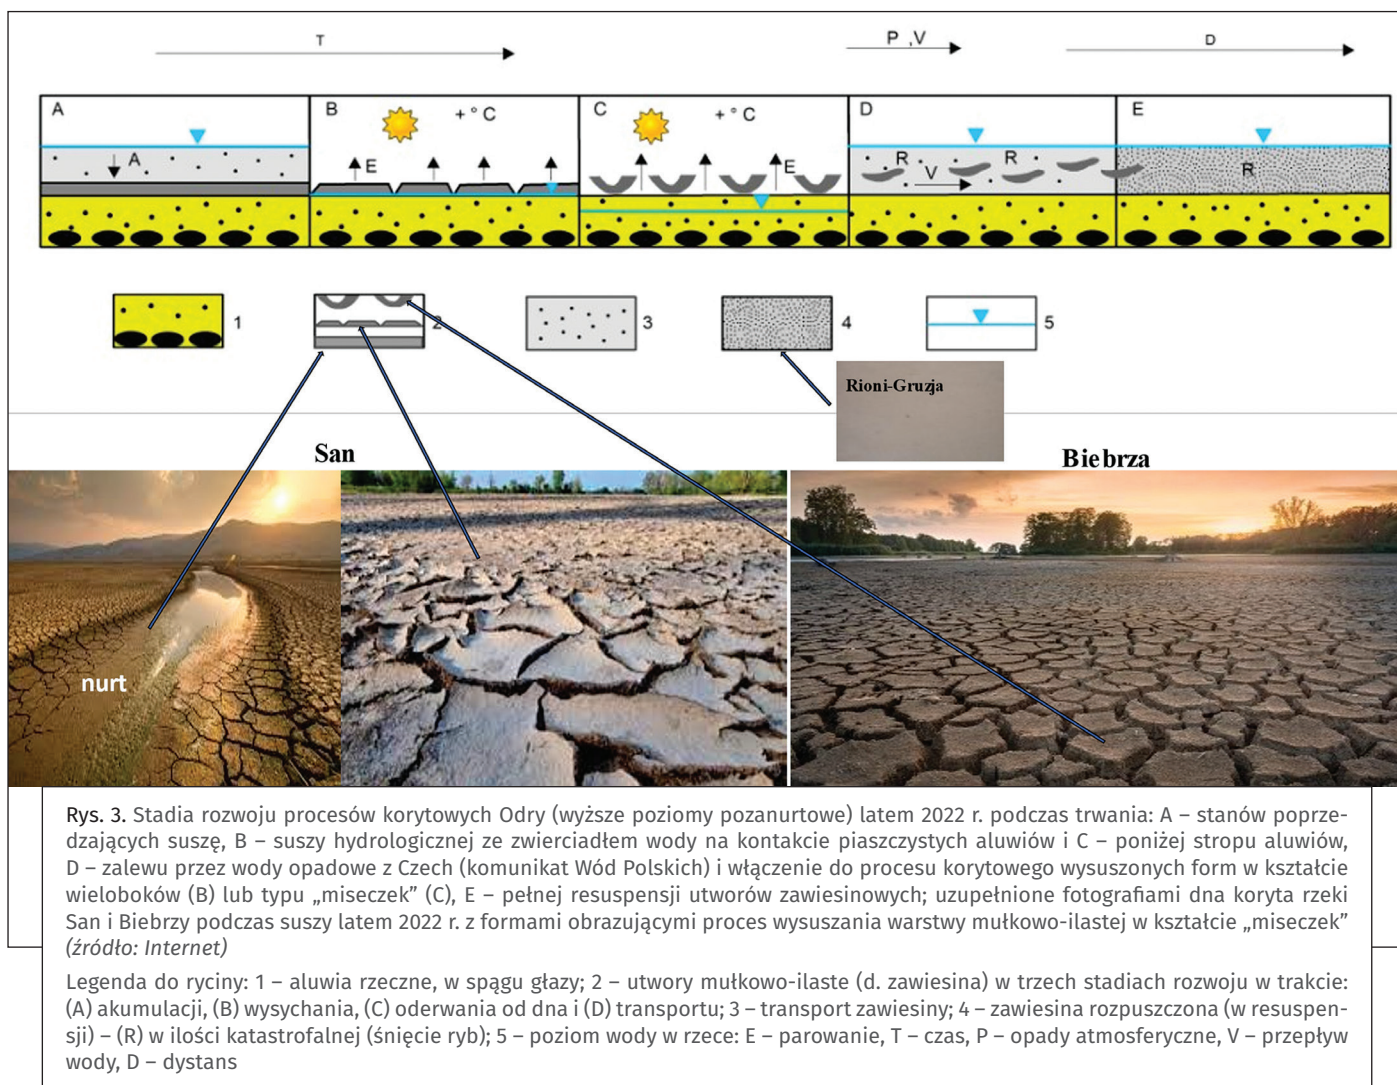 T
P ,V
D
A
B
+ ° C
C
+ ° C
D
E
A
E
E
R
R
V
R
1
2
3
4
5
Rioni-Gruzja
San
Biebrza
nurt
Rys. 3. Stadia rozwoju procesów korytowych Odry (wyższe poziomy pozanurtowe) latem 2022 r. podczas trwania: A – stanów poprze-
dzających suszę, B – suszy hydrologicznej ze zwierciadłem wody na kontakcie piaszczystych aluwiów i C – poniżej stropu aluwiów,
D – zalewu przez wody opadowe z Czech (komunikat Wód Polskich) i włączenie do procesu korytowego wysuszonych form w kształcie
wieloboków (B) lub typu „miseczek” (C), E – pełnej resuspensji utworów zawiesinowych; uzupełnione fotografiami dna koryta rzeki
San i Biebrzy podczas suszy latem 2022 r. z formami obrazującymi proces wysuszania warstwy mułkowo-ilastej w kształcie „miseczek”
(źródło: Internet)
Legenda do ryciny: 1 – aluwia rzeczne, w spągu głazy; 2 – utwory mułkowo-ilaste (d. zawiesina) w trzech stadiach rozwoju w trakcie:
(A) akumulacji, (B) wysychania, (C) oderwania od dna i (D) transportu; 3 – transport zawiesiny; 4 – zawiesina rozpuszczona (w resuspen-
sji) – (R) w ilości katastrofalnej (śnięcie ryb); 5 – poziom wody w rzece: E – parowanie, T – czas, P – opady atmosferyczne, V – przepływ
wody, D – dystans